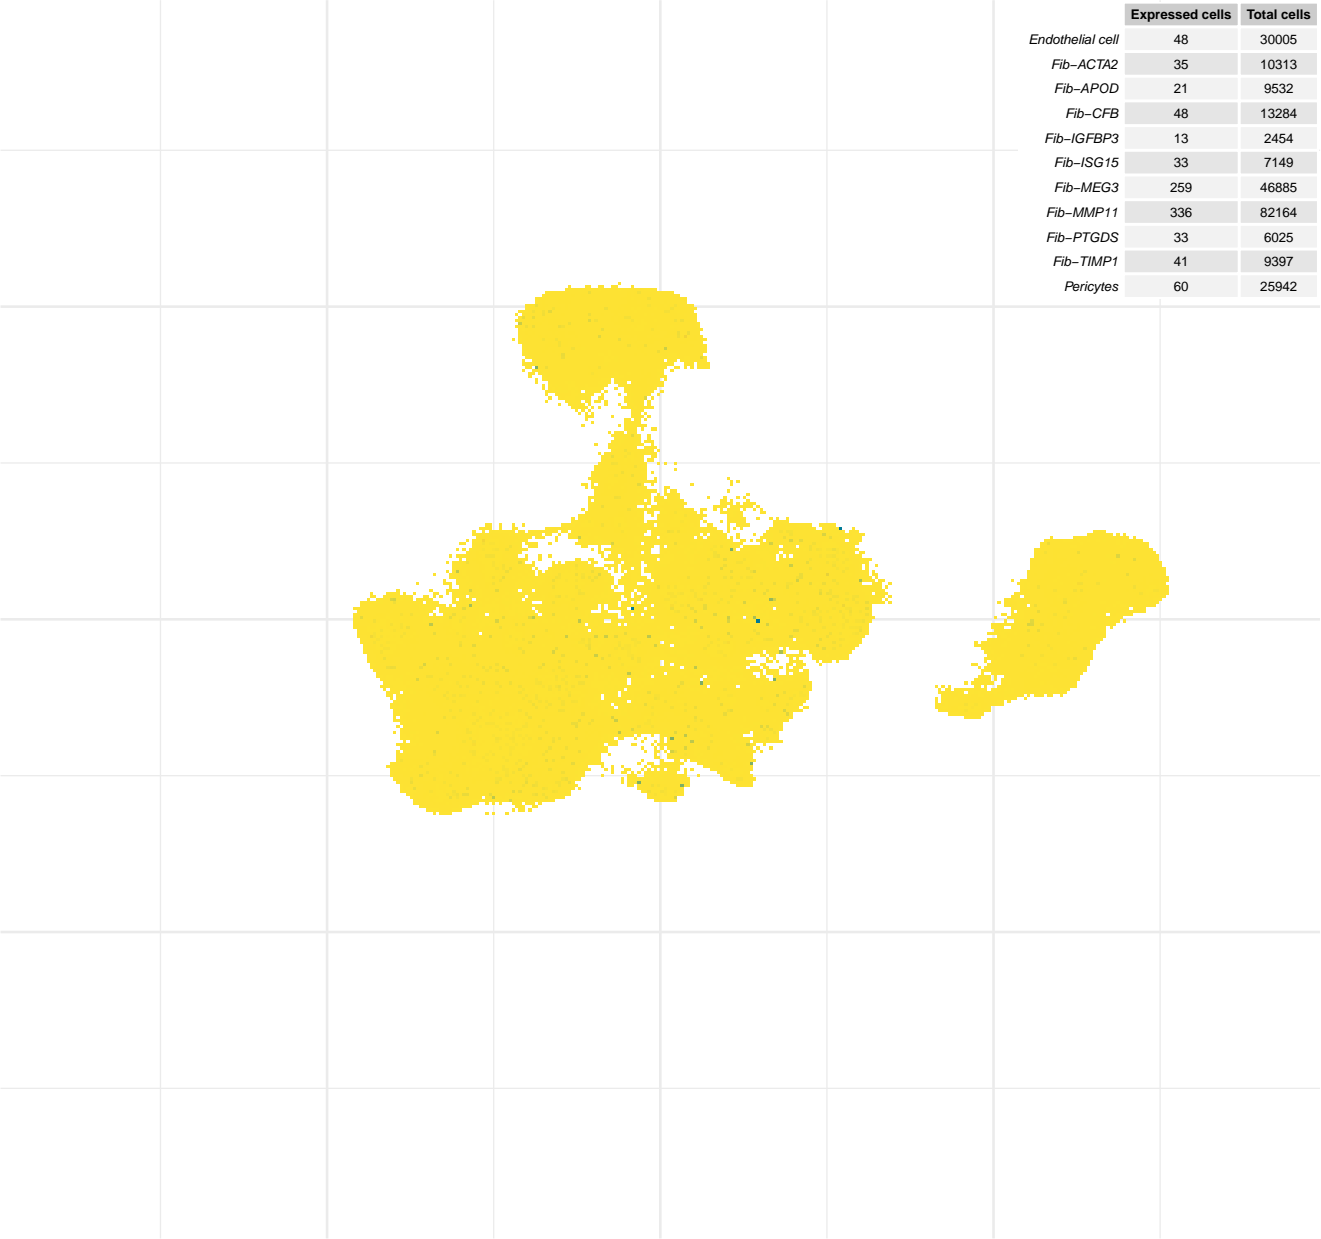 Expressed cells Total cells
Endothelial cell 48 30005
Fib−ACTA2 35 10313
Fib−APOD 21 9532
Fib−CFB 48 13284
Fib−IGFBP3 13 2454
Fib−ISG15 33 7149
Fib−MEG3 259 46885
Fib−MMP11 336 82164
Fib−PTGDS 33 6025
Fib−TIMP1 41 9397
Pericytes 60 25942